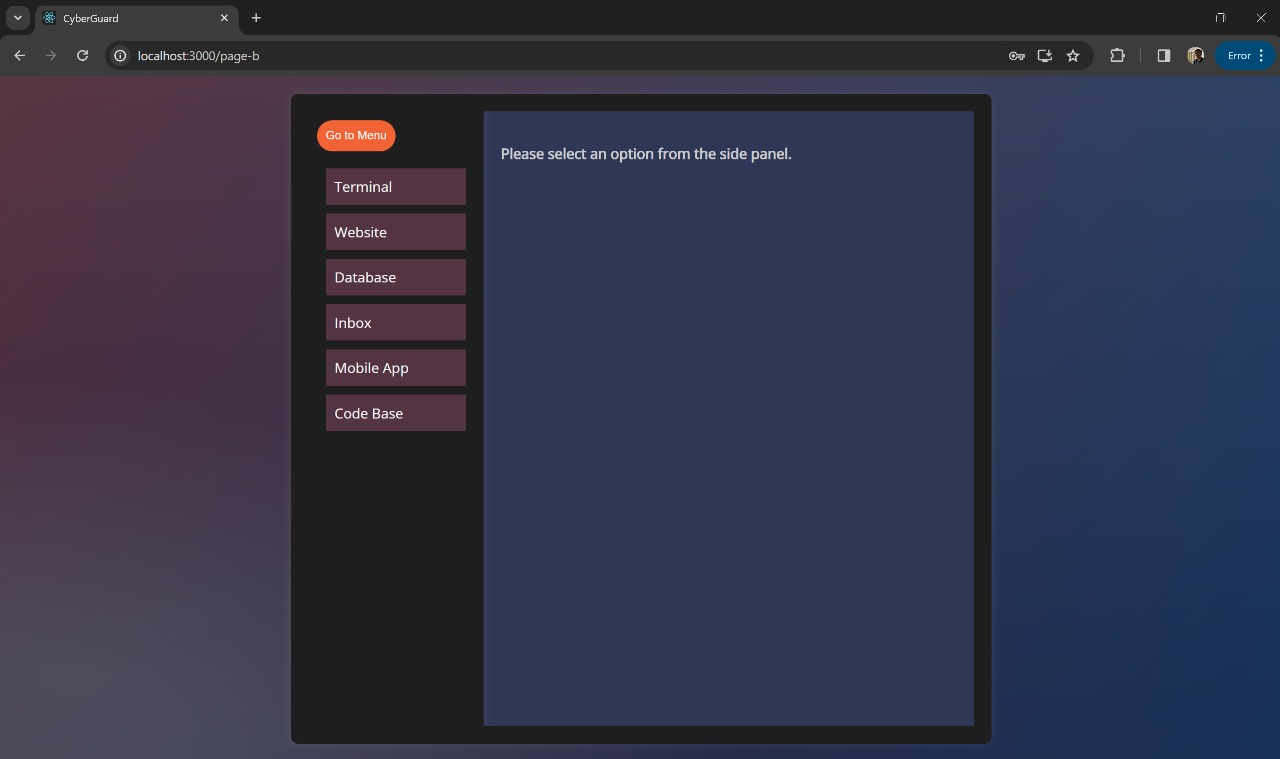 CyberGuard
localhost:3000/page-b
Error
Go to Menu
Terminal
Website
Database
Inbox
Mobile App
Code Base
Please select an option from the side panel.